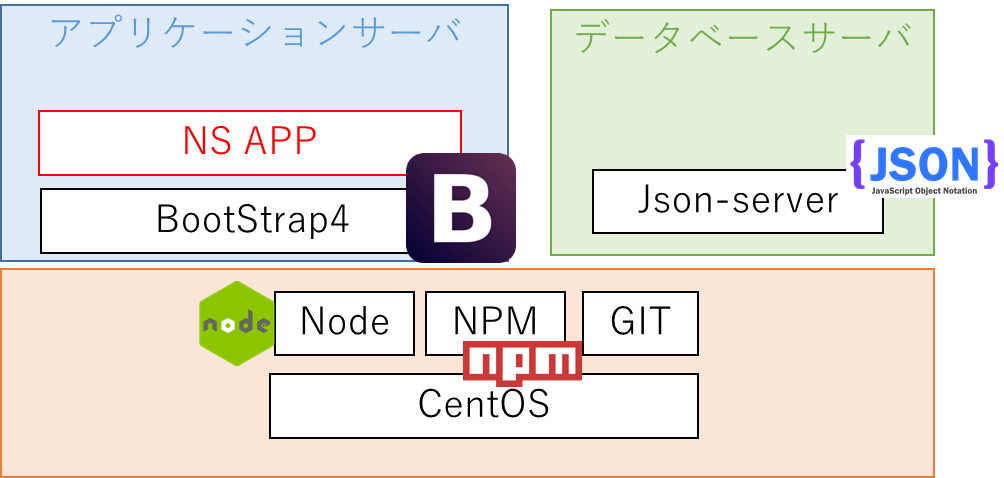 アプリケーションサーバ
NS APP
BootStrap4
B
データベースサーバ
{JSON}
JavaScript Object Notation
Json-server
node
Node
NPM
GIT
npm
CentOS